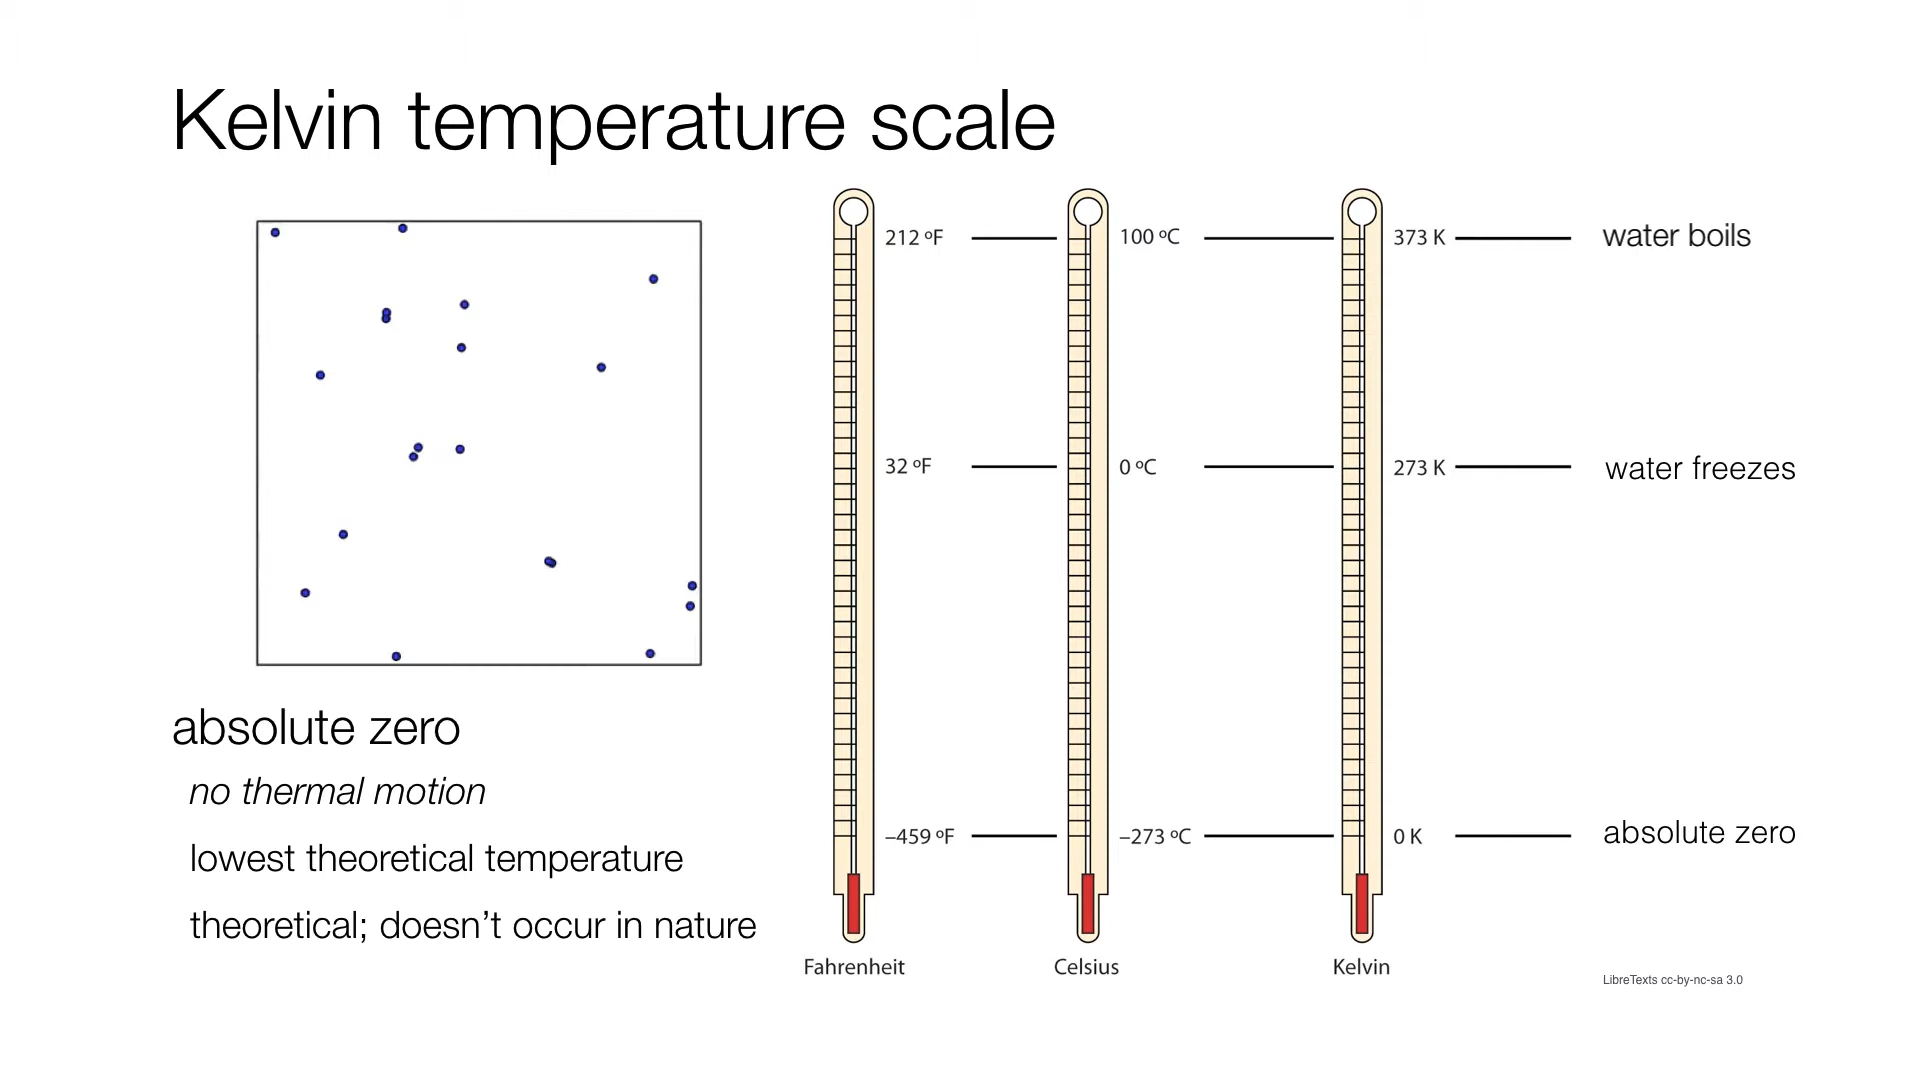 Kelvin temperature scale
212 ºF
100 ºC
373 K
water boils
32 ºF
0 ºC
273 K
water freezes
–459 ºF
–273 ºC
0 K
absolute zero
Fahrenheit
Celsius
Kelvin
absolute zero
no thermal motion
lowest theoretical temperature
theoretical; doesn’t occur in nature
LibreTexts cc-by-nc-sa 3.0